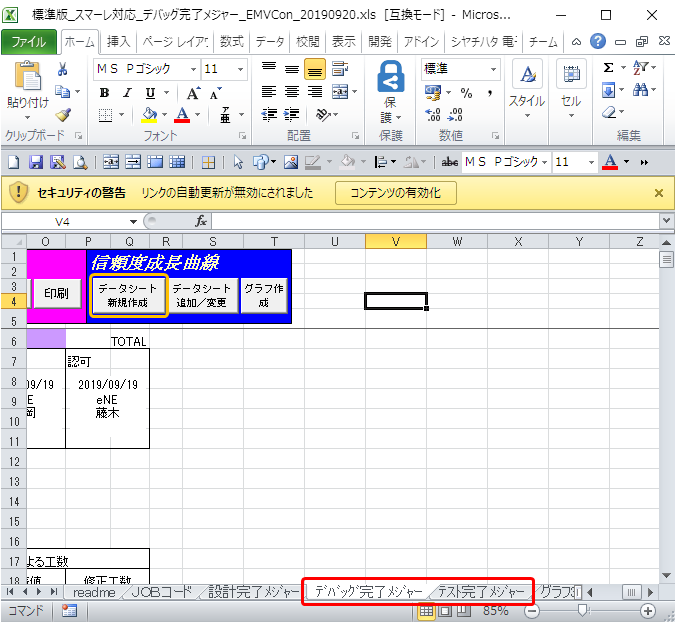 標準版_スマーレ対応_デバッグ完了メジャー_EMVCon_20190920.xls [互換モード] - Micros...
ファイル ホーム 挿入 ページ レイアウ 数式 データ 校閲 表示 開発 アドイン シヤチハタ 電子 チーム
ＭＳ Ｐゴシック 11 標準
貼り付け B I U A A 保護 % , スタイル セル Σ
クリップボード フォント 配置 保護 数値 編集
abc ＭＳ Ｐゴシック 11 A
セキュリティの警告 リンクの自動更新が無効にされました コンテンツの有効化
V4 fx
O P Q R S T U V W X Y Z
1
信頼度成長曲線
2
3
印刷 データシート新規作成 データシート追加／変更 グラフ作成
4
5
6 TOTAL
7 認可
8 09/19 2019/09/19
9 E eNE
10 岡 藤木
11
12
13
14
15
16
17 よる工数
18 修正工数
readme JOBコード 設計完了メジャー デバッグ完了メジャー テスト完了メジャー グラフS
コマンド 85%